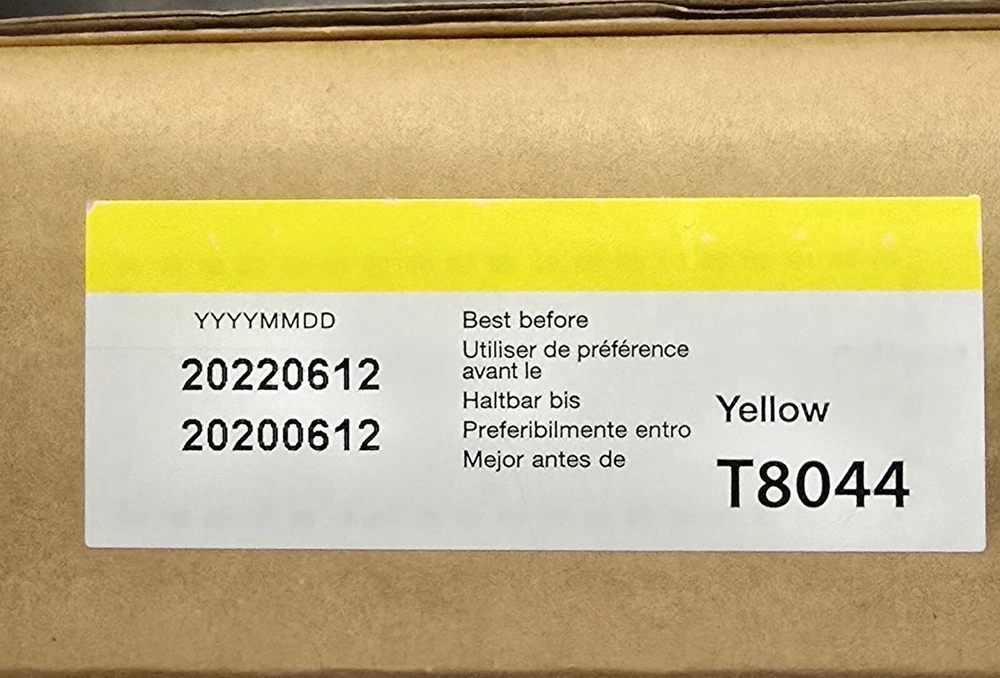 YYYYMMDD
20220612
20200612
Best before
Utiliser de préférence
avant le
Haltbar bis
Preferibilmente entro
Mejor antes de
Yellow
T8044